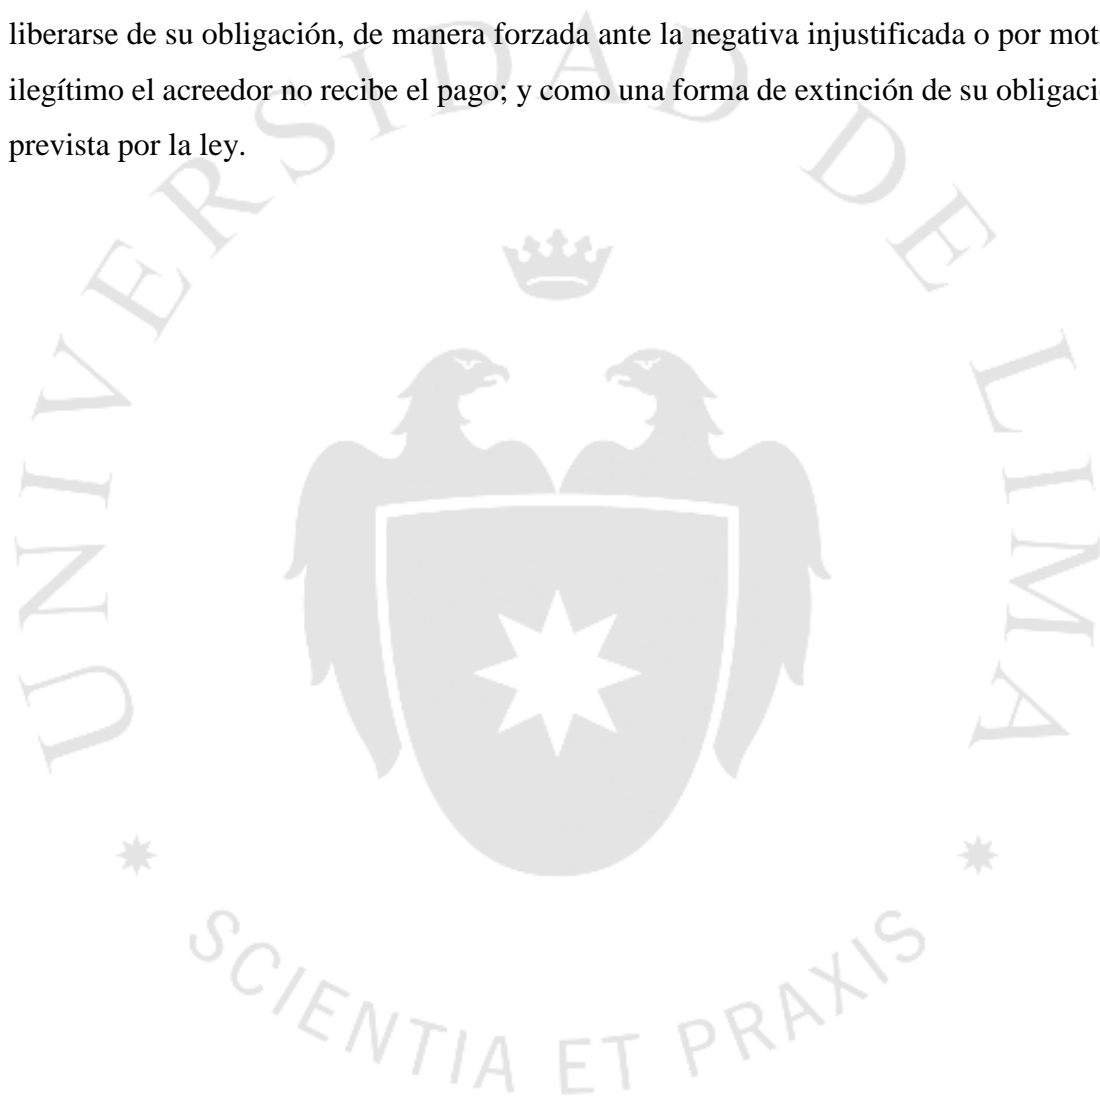 liberarse de su obligación, de manera forzada ante la negativa injustificada o por mot
ilegítimo el acreedor no recibe el pago; y como una forma de extinción de su obligaci
prevista por la ley.
UNIVERSIDAD DE LIMA
SCIENTIA ET PRAXIS